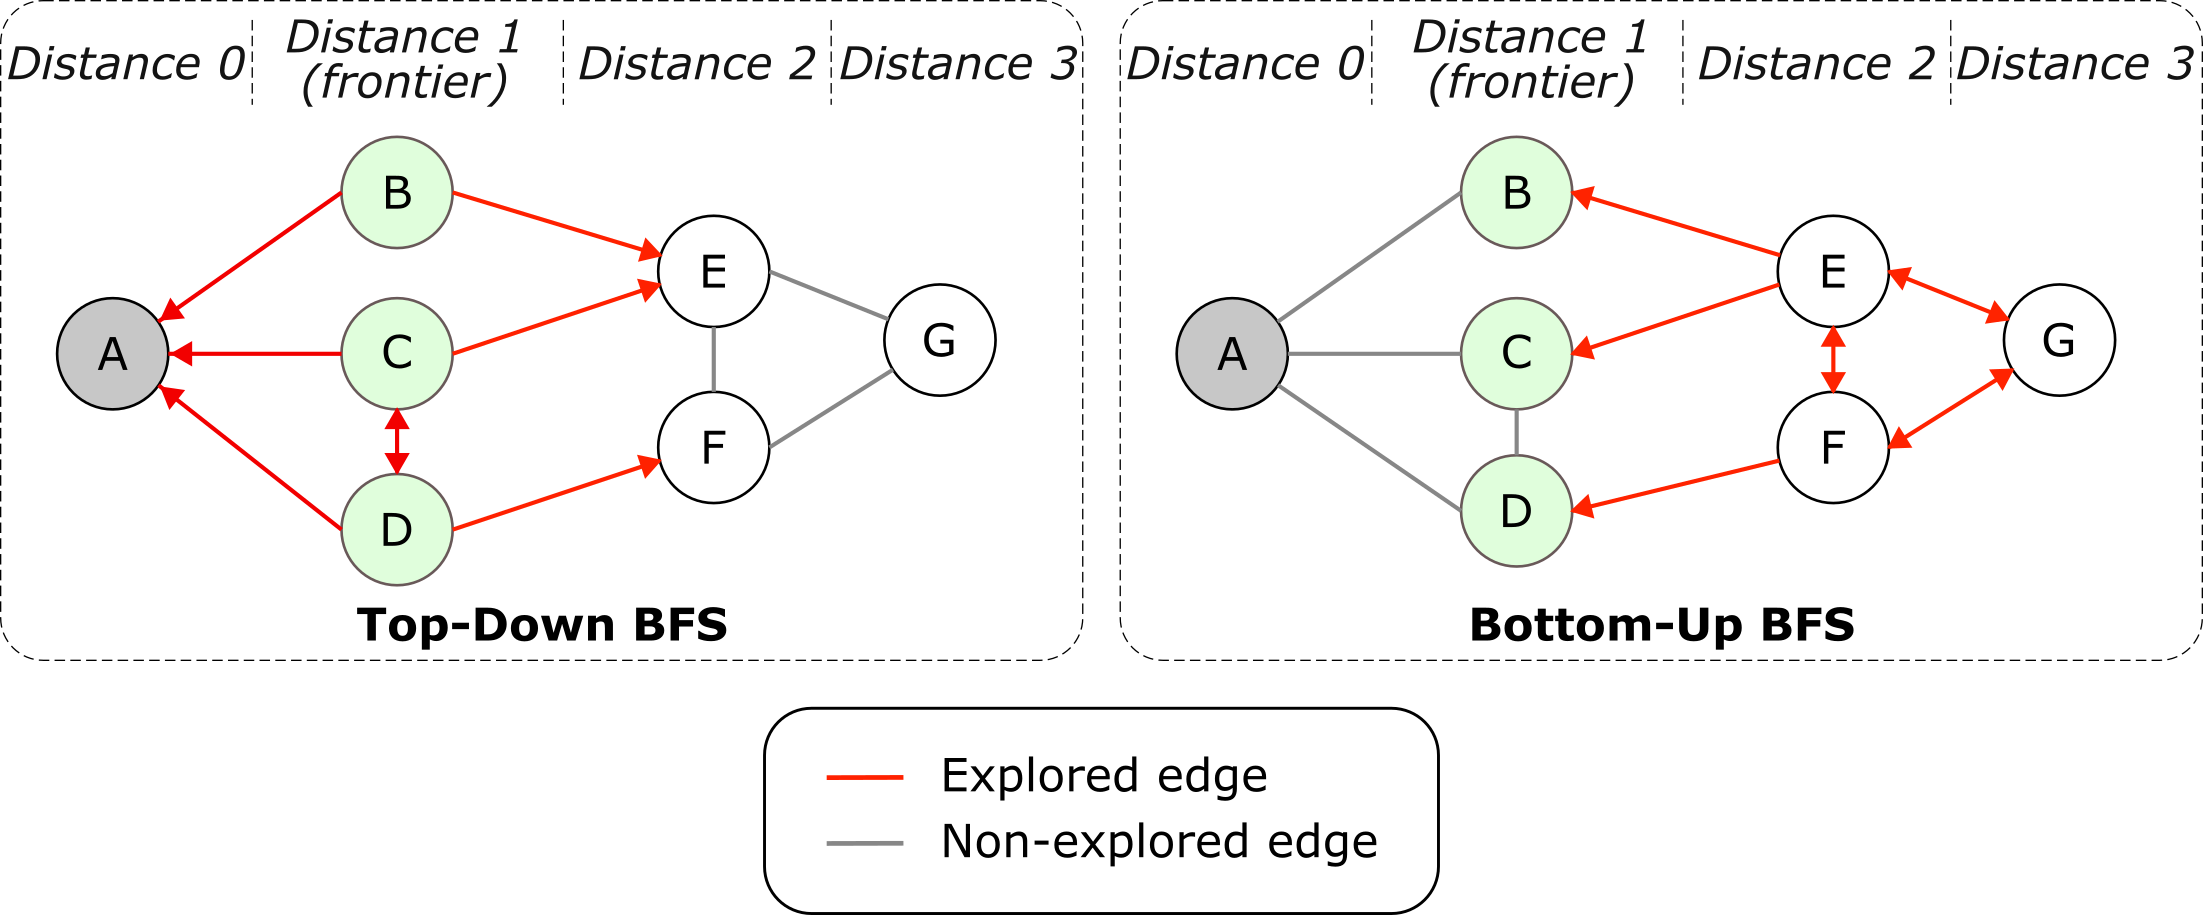 Distance 0
Distance 1
(frontier)
Distance 2
Distance 3
B
E
A
C
G
F
D
Top-Down BFS
Distance 0
Distance 1
(frontier)
Distance 2
Distance 3
B
E
A
C
G
F
D
Bottom-Up BFS
Explored edge
Non-explored edge